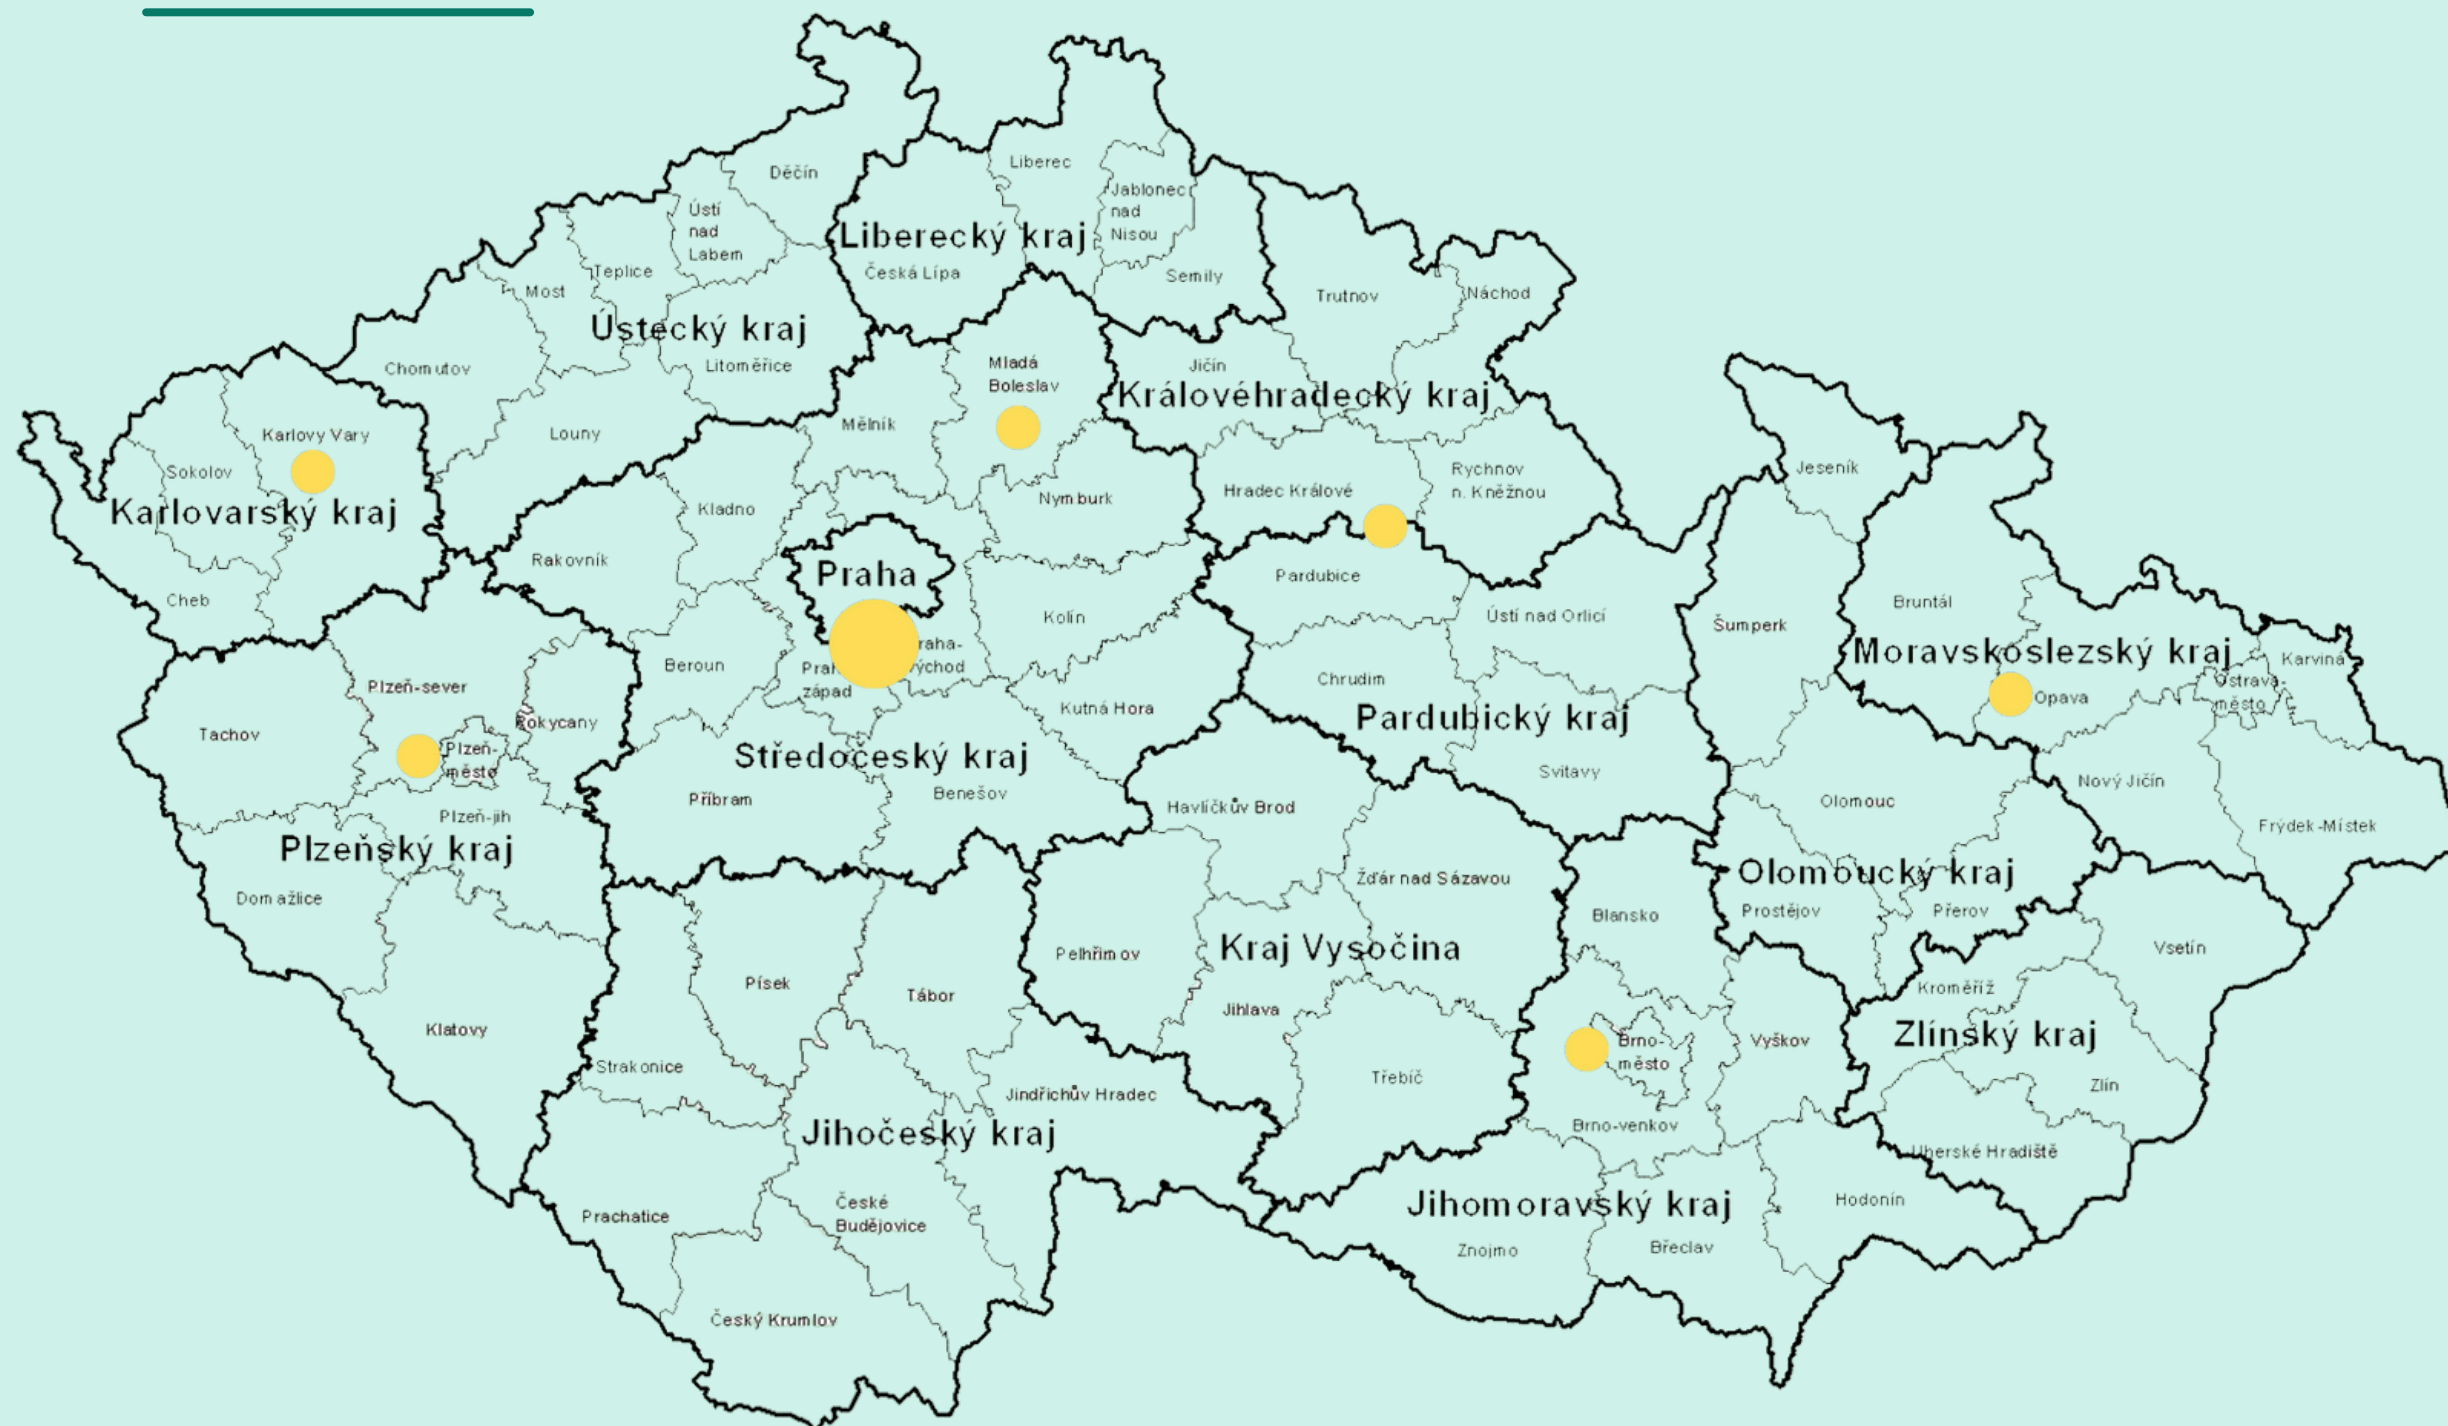 Děčín
Liberec
Jablonec
nad
Nisou
Ústí
nad
Labem
Liberecký kraj
Česká Lípa
Semily
Teplice
Most
Trutnov
Náchod
Ústecký kraj
Chomutov
Litoměřice
Mladá
Boleslav
Jičín
Královéhradecký kraj
Mělník
Louny
Karlovy Vary
Sokolov
Karlovarský kraj
Cheb
Kladno
Rakovník
Nymburk
Hradec Králové
Rychnov
n. Kněžnou
Jeseník
Praha
Pardubice
Kolín
Ústí nad Orlicí
Šumperk
Bruntál
Moravskoslezský kraj
Karviná
Ostrava-
město
Opava
Beroun
západ
Plzeň-sever
Tachov
Rokycany
Plzeň-
město
Plzeň-jih
Plzeňský kraj
Domažlice
Klatovy
Kutná Hora
Chrudim
Pardubický kraj
Svitavy
Středočeský kraj
Příbram
Benešov
Havlíčkův Brod
Žďár nad Sázavou
Kraj Vysočina
Pelhřimov
Jihlava
Třebíč
Olomouc
Olomoucký kraj
Prostějov
Přerov
Nový Jičín
Frýdek-Místek
Blansko
Vsetín
Kroměříž
Zlínský kraj
Zlín
Uherské Hradiště
Vyškov
Brno-
město
Brno-venkov
Jihomoravský kraj
Hodonín
Znojmo
Břeclav
Písek
Tábor
Strakonice
Jindřichův Hradec
Jihočeský kraj
Prachatice
České
Budějovice
Český Krumlov